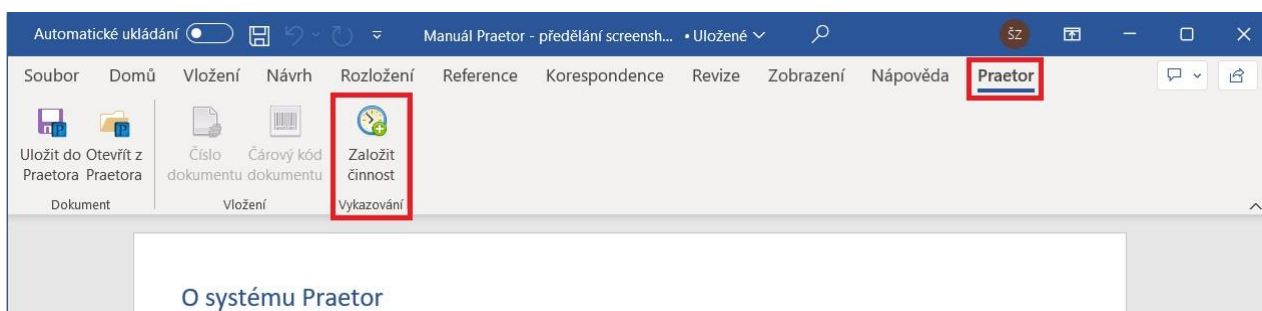 Automatické ukládání
Manuál Praetor - předělání screensh... • Uložené
ŠZ
Soubor Domů Vložení Návrh Rozložení Reference Korespondence Revize Zobrazení Nápověda Praetor
Uložit do Otevřít z Číslo Čárový kód Založit
Praetora Praetora dokumentu dokumentu činnost
Dokument Vložení Vykazování
O systému Praetor